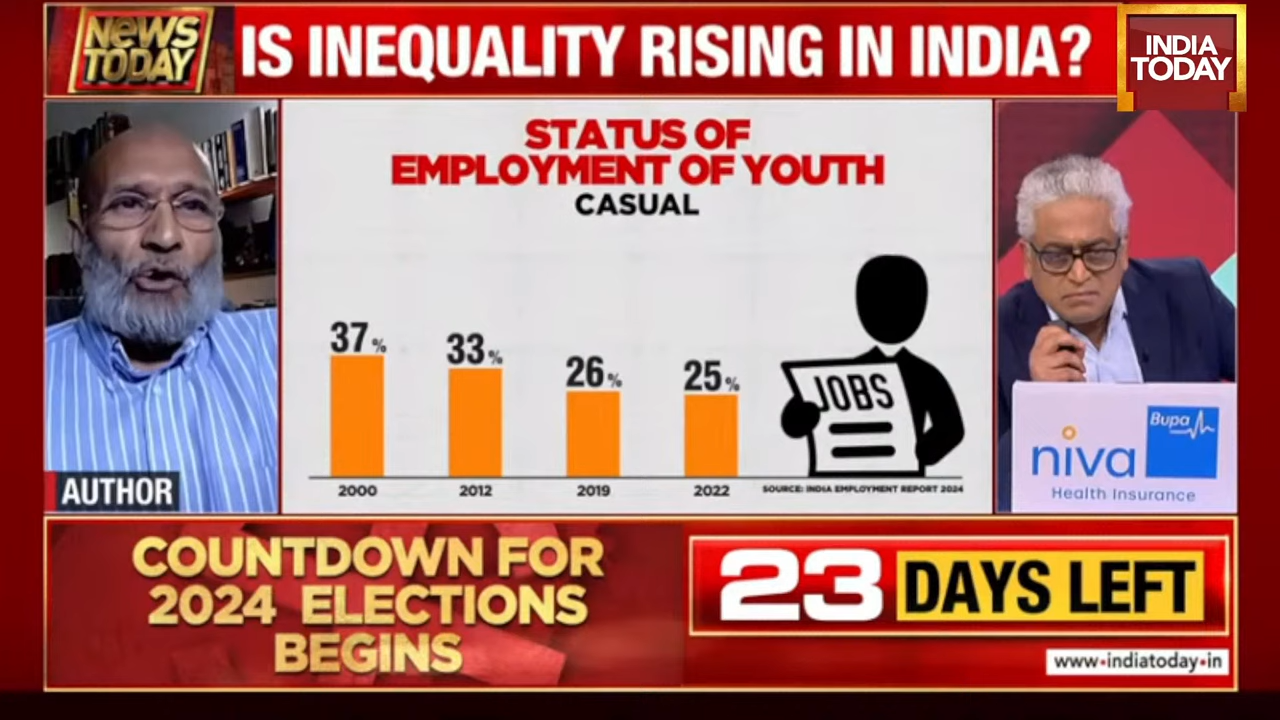 NEWS
TODAY
IS INEQUALITY RISING IN INDIA?
INDIA
TODAY
STATUS OF
EMPLOYMENT OF YOUTH
CASUAL
37%
33%
26%
25%
JOBS
2000
2012
2019
2022
SOURCE: INDIA EMPLOYMENT REPORT 2024
AUTHOR
Bupa
niva
Health Insurance
COUNTDOWN FOR
2024 ELECTIONS
BEGINS
23 DAYS LEFT
www•indiatoday•in